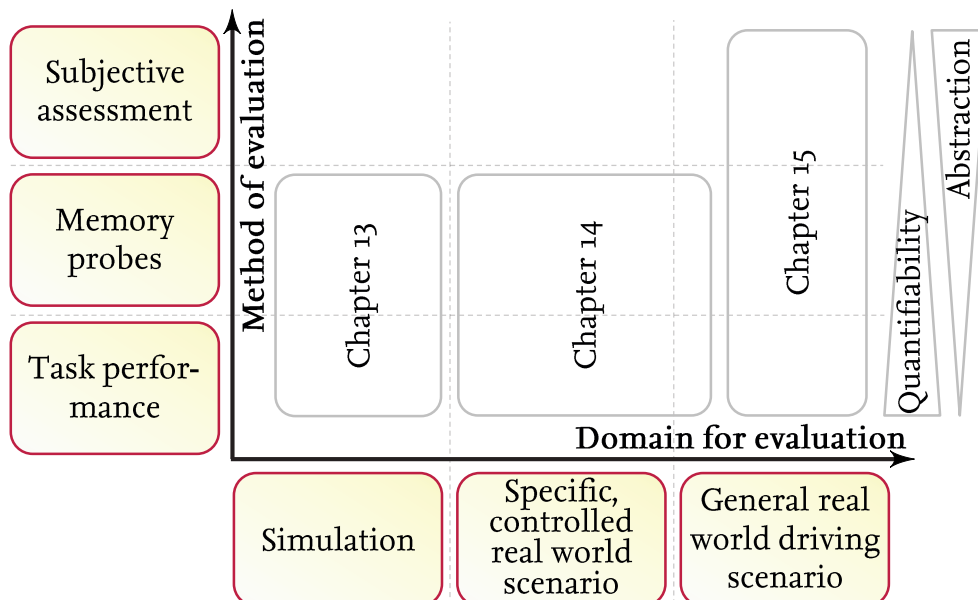 Subjective
assessment
Memory
probes
Task perfor-
mance
Method of evaluation
Chapter 13
Chapter 14
Chapter 15
Quantifiability
Abstraction
Domain for evaluation
Simulation
Specific,
controlled
real world
scenario
General real
world driving
scenario